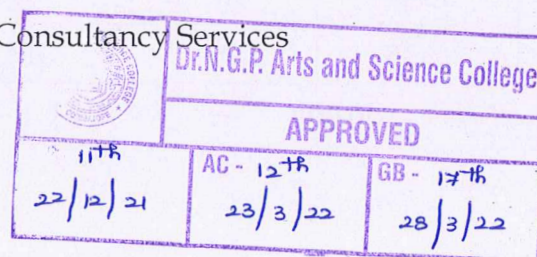 Consultancy Services
Dr.N.G.P. Arts and Science College
APPROVED
11th
AC - 12th
GB - 17th
22/12/21
23/3/22
28/3/22